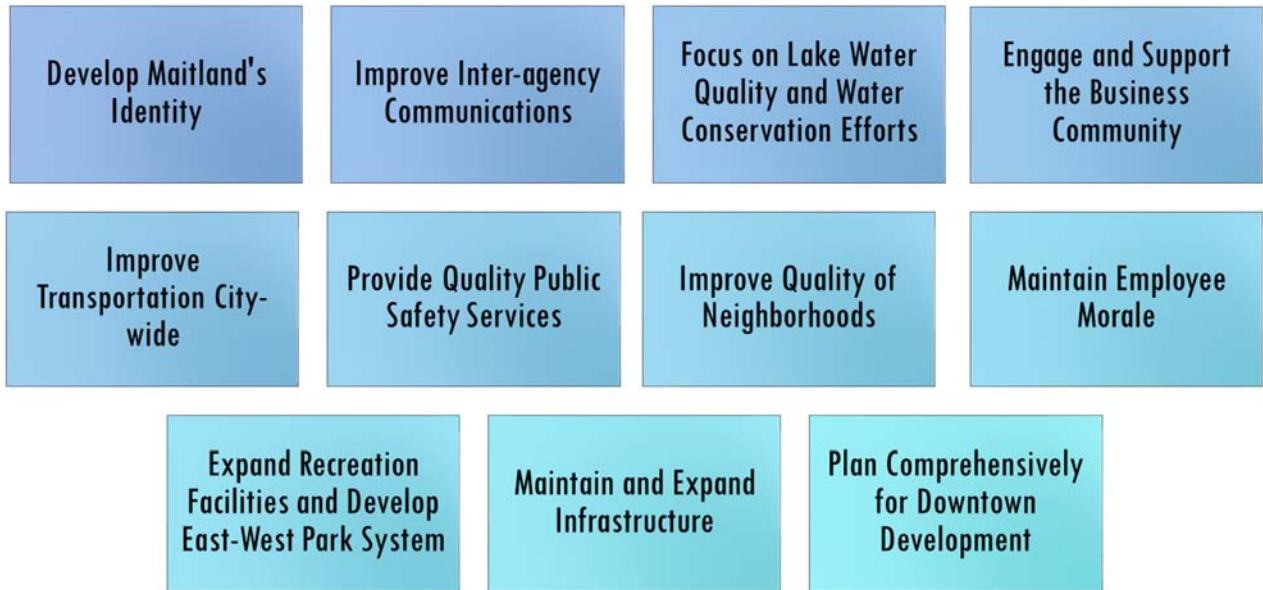 Develop Maitland's
Identity
Improve Inter-agency
Communications
Focus on Lake Water
Quality and Water
Conservation Efforts
Engage and Support
the Business
Community
Improve
Transportation City-
wide
Provide Quality Public
Safety Services
Improve Quality of
Neighborhoods
Maintain Employee
Morale
Expand Recreation
Facilities and Develop
East-West Park System
Maintain and Expand
Infrastructure
Plan Comprehensively
for Downtown
Development